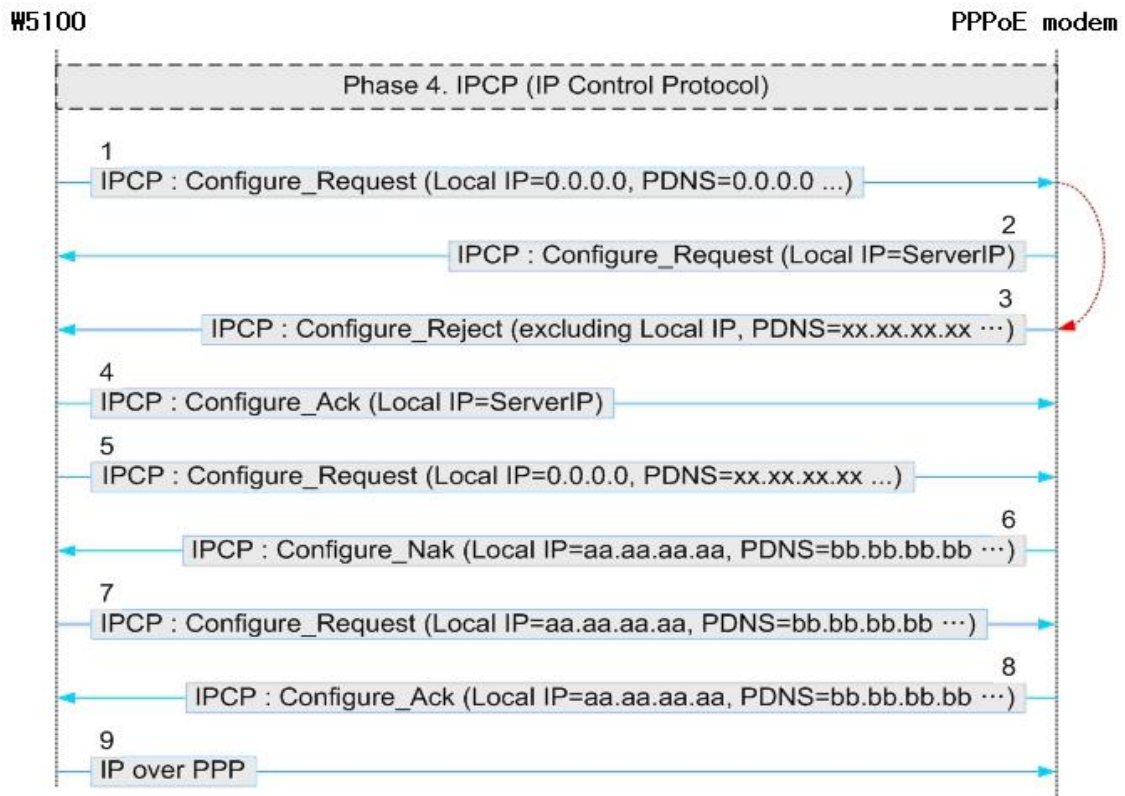 ₩5100
PPPoE modem
Phase 4. IPCP (IP Control Protocol)
1
IPCP : Configure_Request (Local IP=0.0.0.0, PDNS=0.0.0.0 ...)
2
IPCP : Configure_Request (Local IP=ServerIP)
3
IPCP : Configure_Reject (excluding Local IP, PDNS=xx.xx.xx.xx ···)
4
IPCP : Configure_Ack (Local IP=ServerIP)
5
IPCP : Configure_Request (Local IP=0.0.0.0, PDNS=xx.xx.xx.xx ...)
6
IPCP : Configure_Nak (Local IP=aa.aa.aa.aa, PDNS=bb.bb.bb.bb ···)
7
IPCP : Configure_Request (Local IP=aa.aa.aa.aa, PDNS=bb.bb.bb.bb ···)
8
IPCP : Configure_Ack (Local IP=aa.aa.aa.aa, PDNS=bb.bb.bb.bb ···)
9
IP over PPP